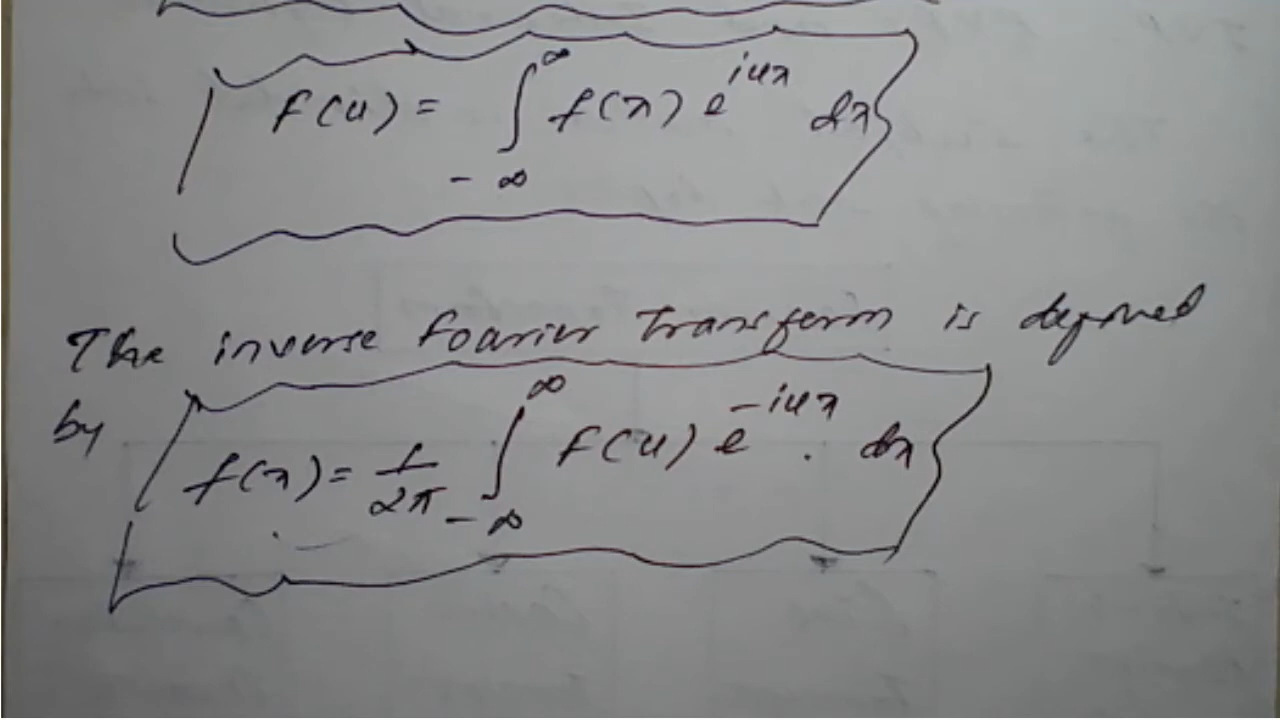 F(u) = ∫_{-∞}^{∞} f(x) e^{iux} dx
The inverse Fourier Transform is defined
by f(x) = 1/2π ∫_{-∞}^{∞} F(u) e^{-iux} . dx